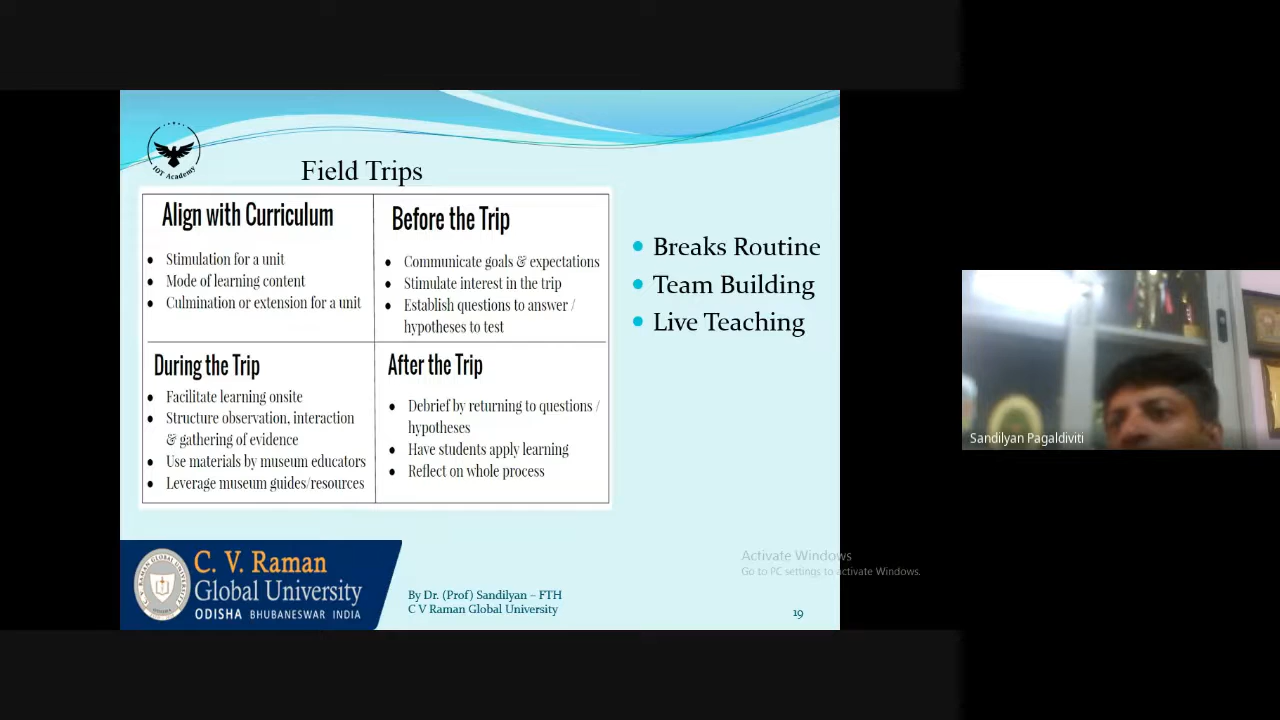 IOT Academy
Field Trips
Align with Curriculum
• Stimulation for a unit
• Mode of learning content
• Culmination or extension for a unit
Before the Trip
• Communicate goals & expectations
• Stimulate interest in the trip
• Establish questions to answer /
hypotheses to test
During the Trip
• Facilitate learning onsite
• Structure observation, interaction
& gathering of evidence
• Use materials by museum educators
• Leverage museum guides/resources
After the Trip
• Debrief by returning to questions /
hypotheses
• Have students apply learning
• Reflect on whole process
• Breaks Routine
• Team Building
• Live Teaching
Sandilyan Pagaldiviti
C. V. Raman
Global University
ODISHA BHUBANESWAR INDIA
By Dr. (Prof) Sandilyan – FTH
C V Raman Global University
Activate Windows
Go to PC settings to activate Windows.
19